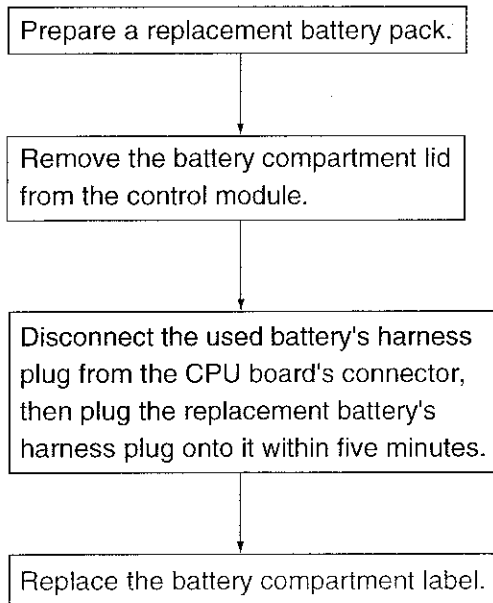 Prepare a replacement battery pack.
Remove the battery compartment lid
from the control module.
Disconnect the used battery's harness
plug from the CPU board's connector,
then plug the replacement battery's
harness plug onto it within five minutes.
Replace the battery compartment label.